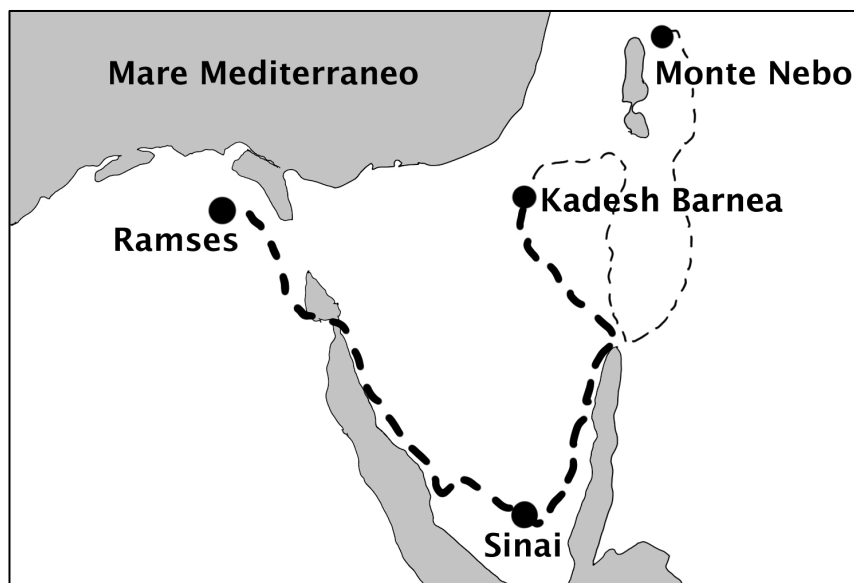 Mare Mediterraneo
Monte Nebo
Kadesh Barnea
Ramses
Sinai